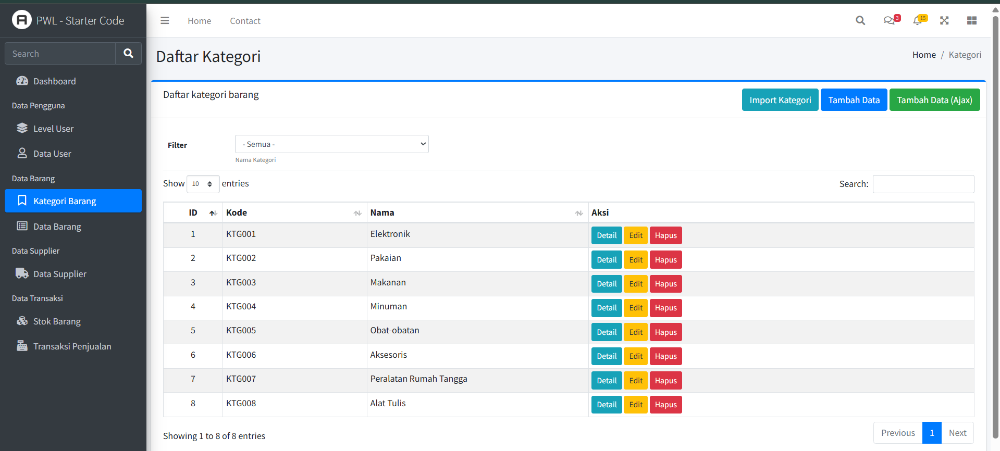 PWL - Starter Code
Home
Contact
3
15
Search
Dashboard
Data Pengguna
Level User
Data User
Data Barang
Kategori Barang
Data Barang
Data Supplier
Data Supplier
Data Transaksi
Stok Barang
Transaksi Penjualan
Daftar Kategori
Home / Kategori
Daftar kategori barang
Import Kategori
Tambah Data
Tambah Data (Ajax)
Filter
- Semua -
Nama Kategori
Show 10 entries
Search:
ID Kode Nama Aksi
1 KTG001 Elektronik Detail Edit Hapus
2 KTG002 Pakaian Detail Edit Hapus
3 KTG003 Makanan Detail Edit Hapus
4 KTG004 Minuman Detail Edit Hapus
5 KTG005 Obat-obatan Detail Edit Hapus
6 KTG006 Aksesoris Detail Edit Hapus
7 KTG007 Peralatan Rumah Tangga Detail Edit Hapus
8 KTG008 Alat Tulis Detail Edit Hapus
Showing 1 to 8 of 8 entries
Previous 1 Next